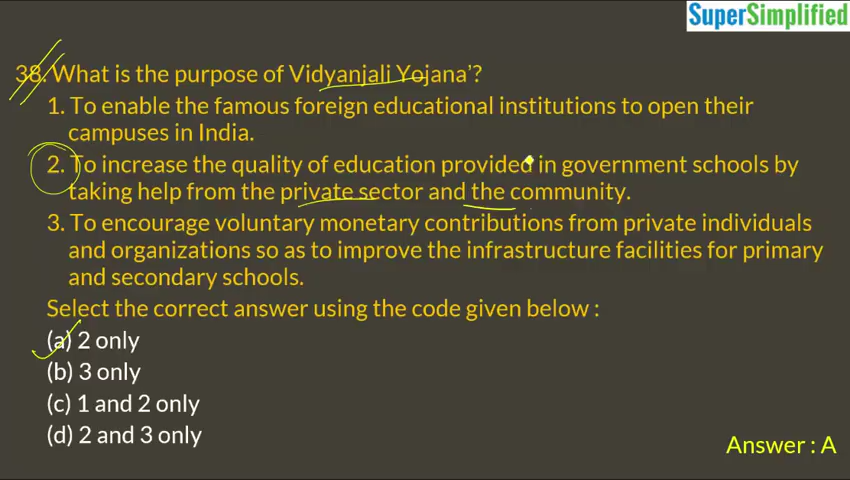 SuperSimplified
38. What is the purpose of Vidyanjali Yojana’?
1. To enable the famous foreign educational institutions to open their
campuses in India.
2. To increase the quality of education provided in government schools by
taking help from the private sector and the community.
3. To encourage voluntary monetary contributions from private individuals
and organizations so as to improve the infrastructure facilities for primary
and secondary schools.
Select the correct answer using the code given below :
(a) 2 only
(b) 3 only
(c) 1 and 2 only
(d) 2 and 3 only
Answer : A